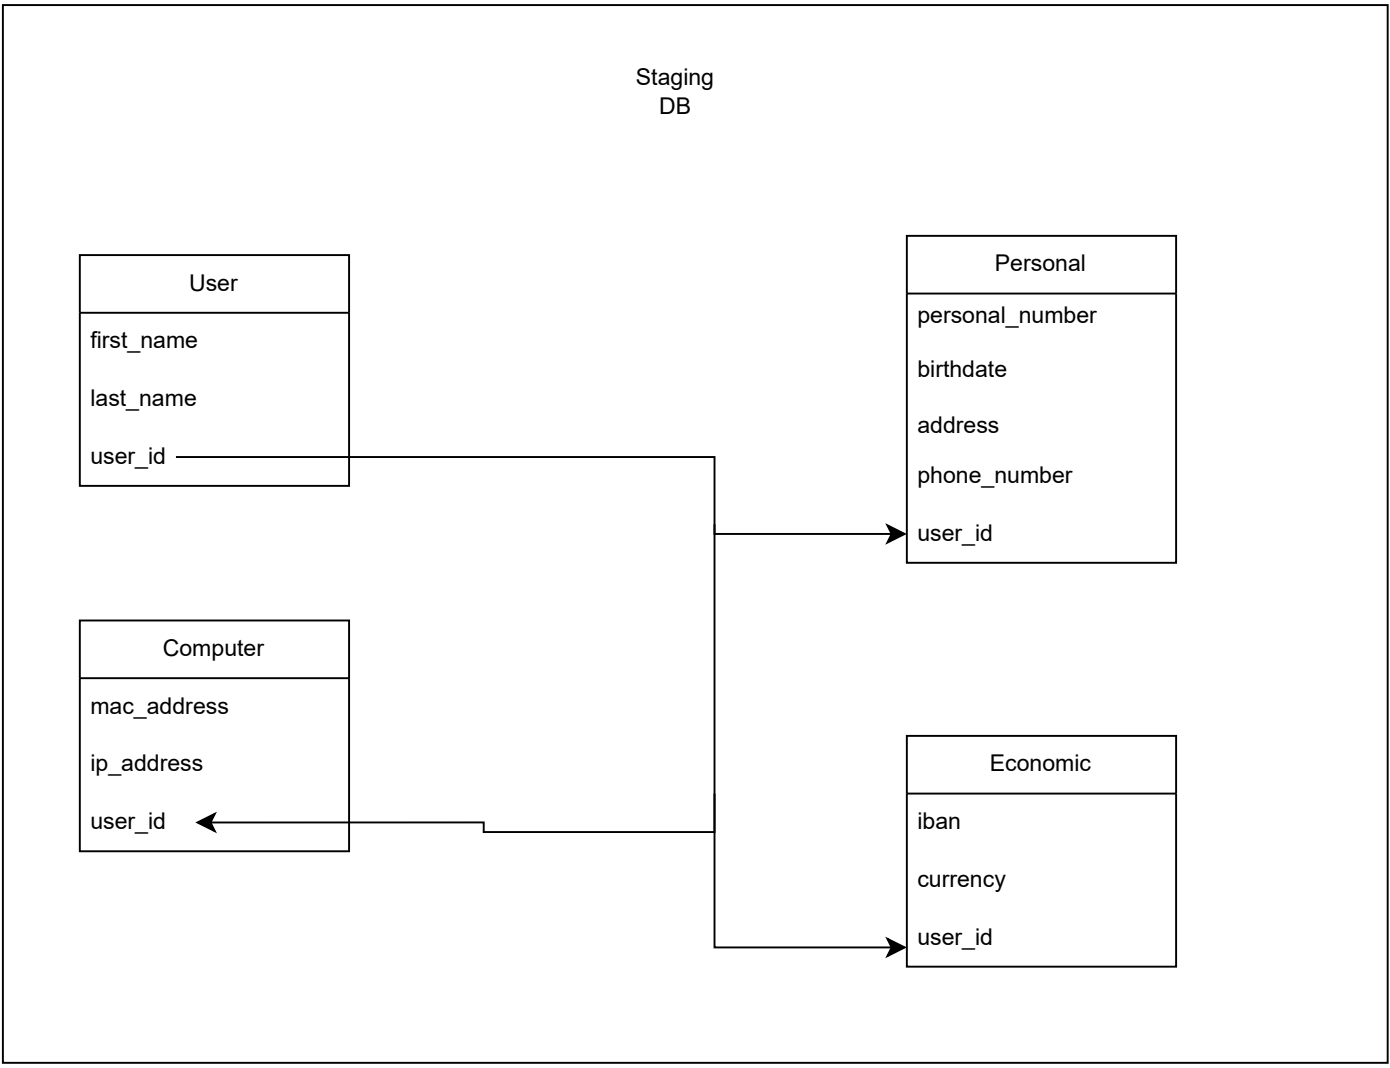 Staging
DB
User
first_name
last_name
user_id
Personal
personal_number
birthdate
address
phone_number
user_id
Computer
mac_address
ip_address
user_id
Economic
iban
currency
user_id